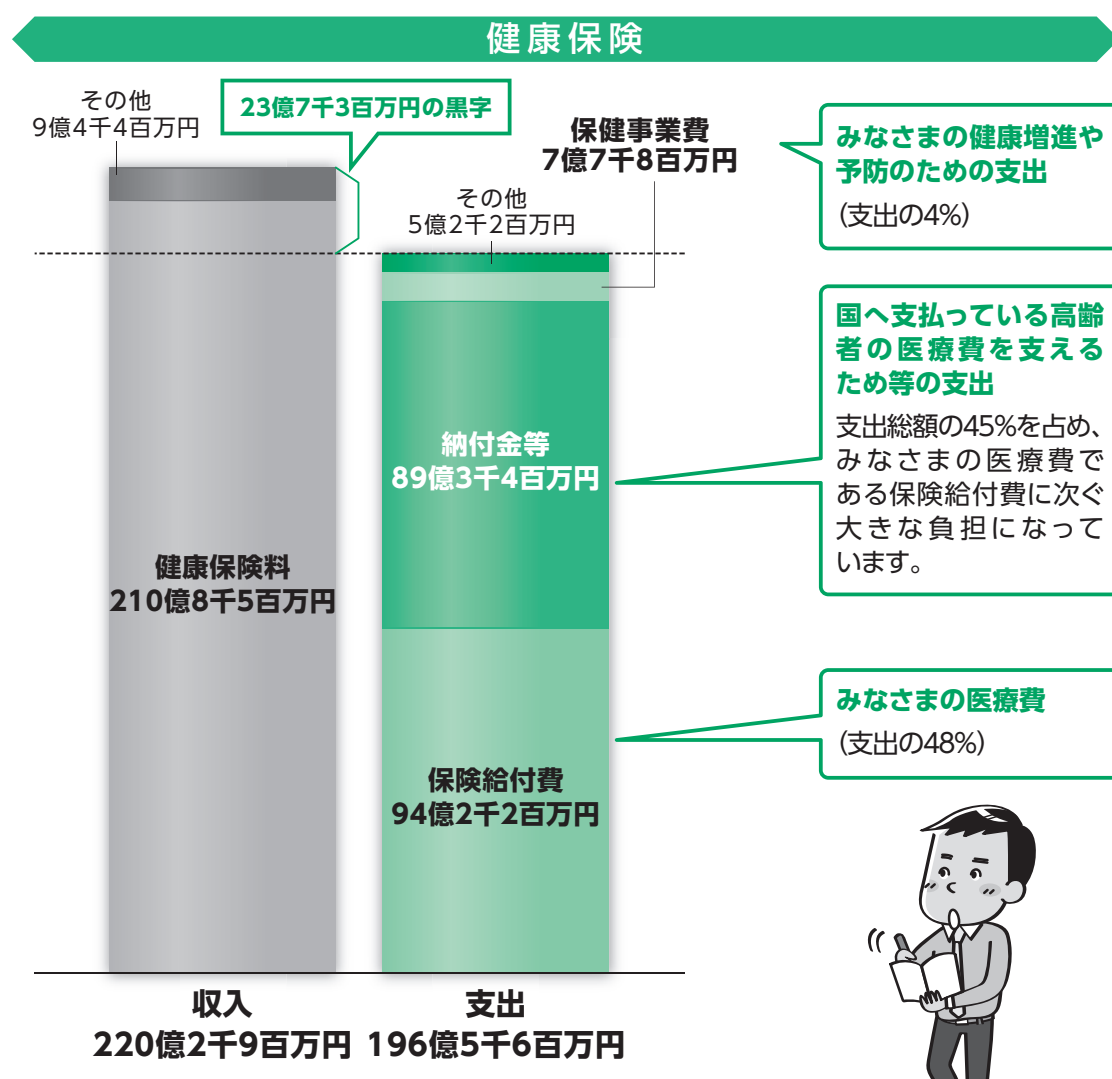 健康保険
その他
9億4千4百万円
23億7千3百万円の黒字
保健事業費
7億7千8百万円
その他
5億2千2百万円
みなさまの健康増進や
予防のための支出
(支出の4%)
国へ支払っている高齢
者の医療費を支える
ため等の支出
支出総額の45%を占め、
みなさまの医療費で
ある保険給付費に次ぐ
大きな負担になって
います。
納付金等
89億3千4百万円
健康保険料
210億8千5百万円
みなさまの医療費
(支出の48%)
保険給付費
94億2千2百万円
収入
220億2千9百万円
支出
196億5千6百万円